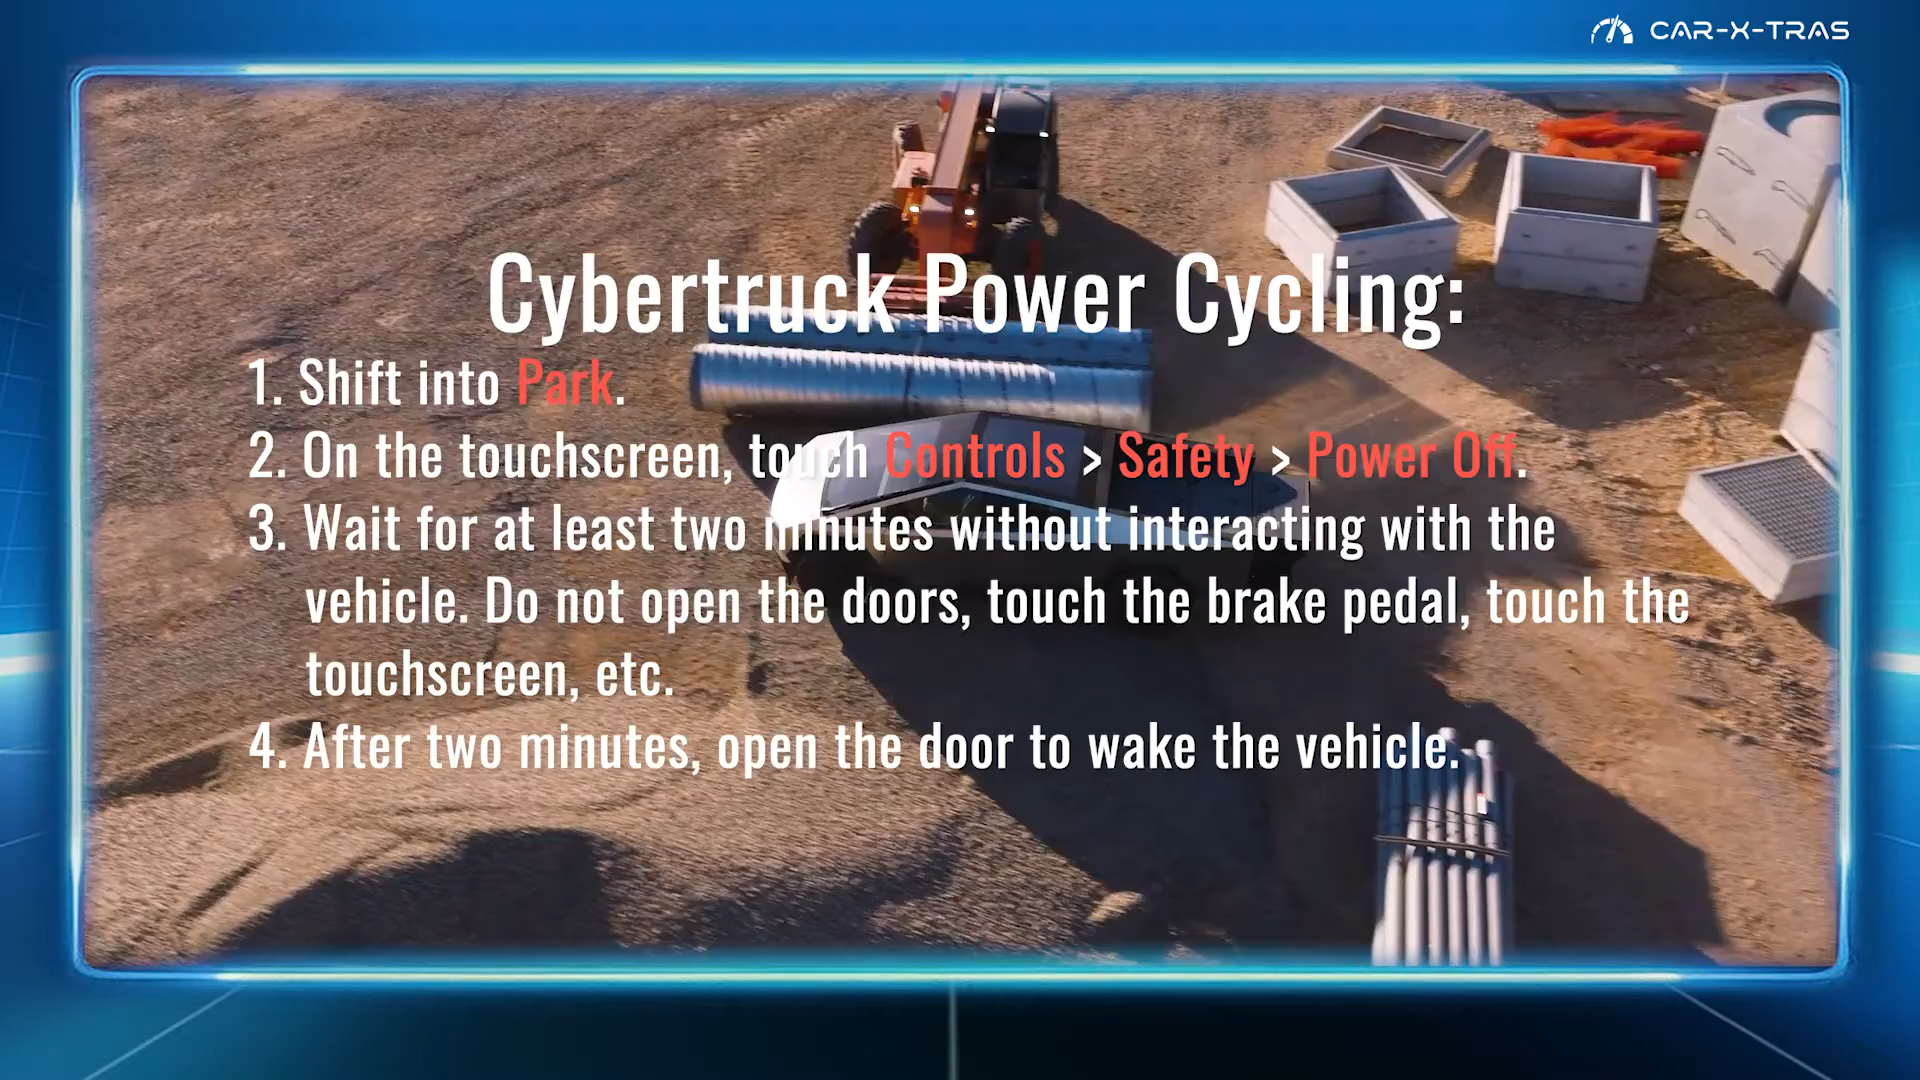 CAR-X-TRAS
Cybertruck Power Cycling:
1. Shift into Park.
2. On the touchscreen, touch Controls > Safety > Power Off.
3. Wait for at least two minutes without interacting with the
vehicle. Do not open the doors, touch the brake pedal, touch the
touchscreen, etc.
4. After two minutes, open the door to wake the vehicle.